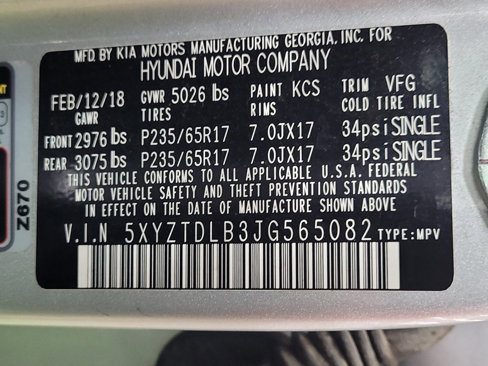 MFD. BY KIA MOTORS MANUFACTURING GEORGIA, INC. FOR
HYUNDAI MOTOR COMPANY
FEB/12/18 GVWR 5026 lbs PAINT KCS TRIM VFG
GAWR TIRES RIMS COLD TIRE INFL
FRONT 2976 lbs P235/65R17 7.0JX17 34psi SINGLE
REAR 3075 lbs P235/65R17 7.0JX17 34psi SINGLE
THIS VEHICLE CONFORMS TO ALL APPLICABLE U.S.A. FEDERAL
MOTOR VEHICLE SAFETY AND THEFT PREVENTION STANDARDS
IN EFFECT ON THE DATE OF MANUFACTURE SHOWN ABOVE.
V.I.N 5XYZTDLB3JG565082 TYPE:MPV
Z670